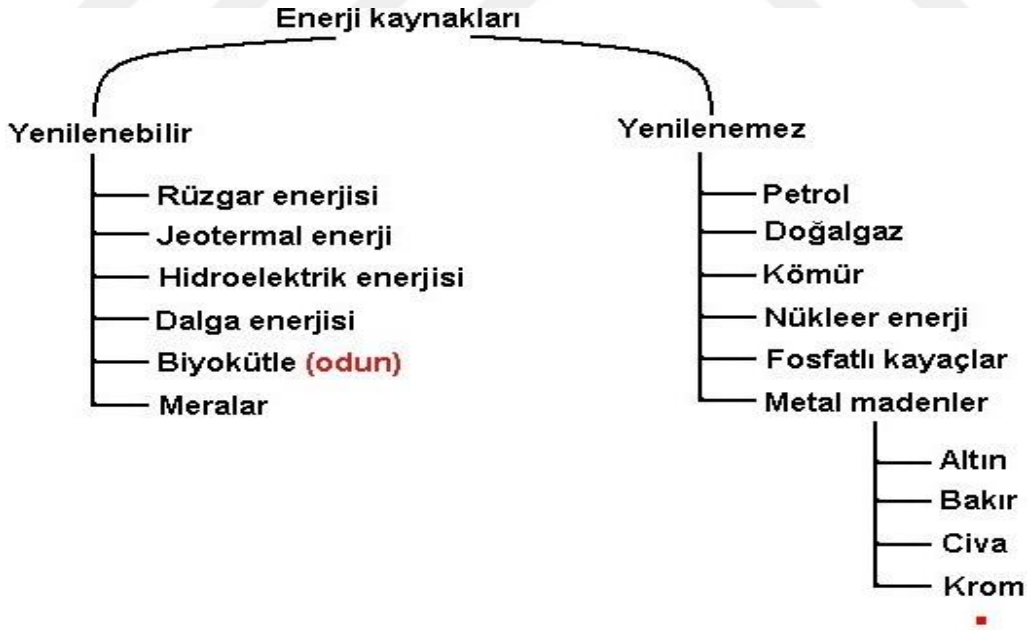 Enerji kaynakları
Yenilenebilir
Rüzgar enerjisi
Jeotermal enerji
Hidroelektrik enerjisi
Dalga enerjisi
Biyokütle (odun)
Meralar
Yenilenemez
Petrol
Doğalgaz
Kömür
Nükleer enerji
Fosfatlı kayaçlar
Metal madenler
Altın
Bakır
Civa
Krom